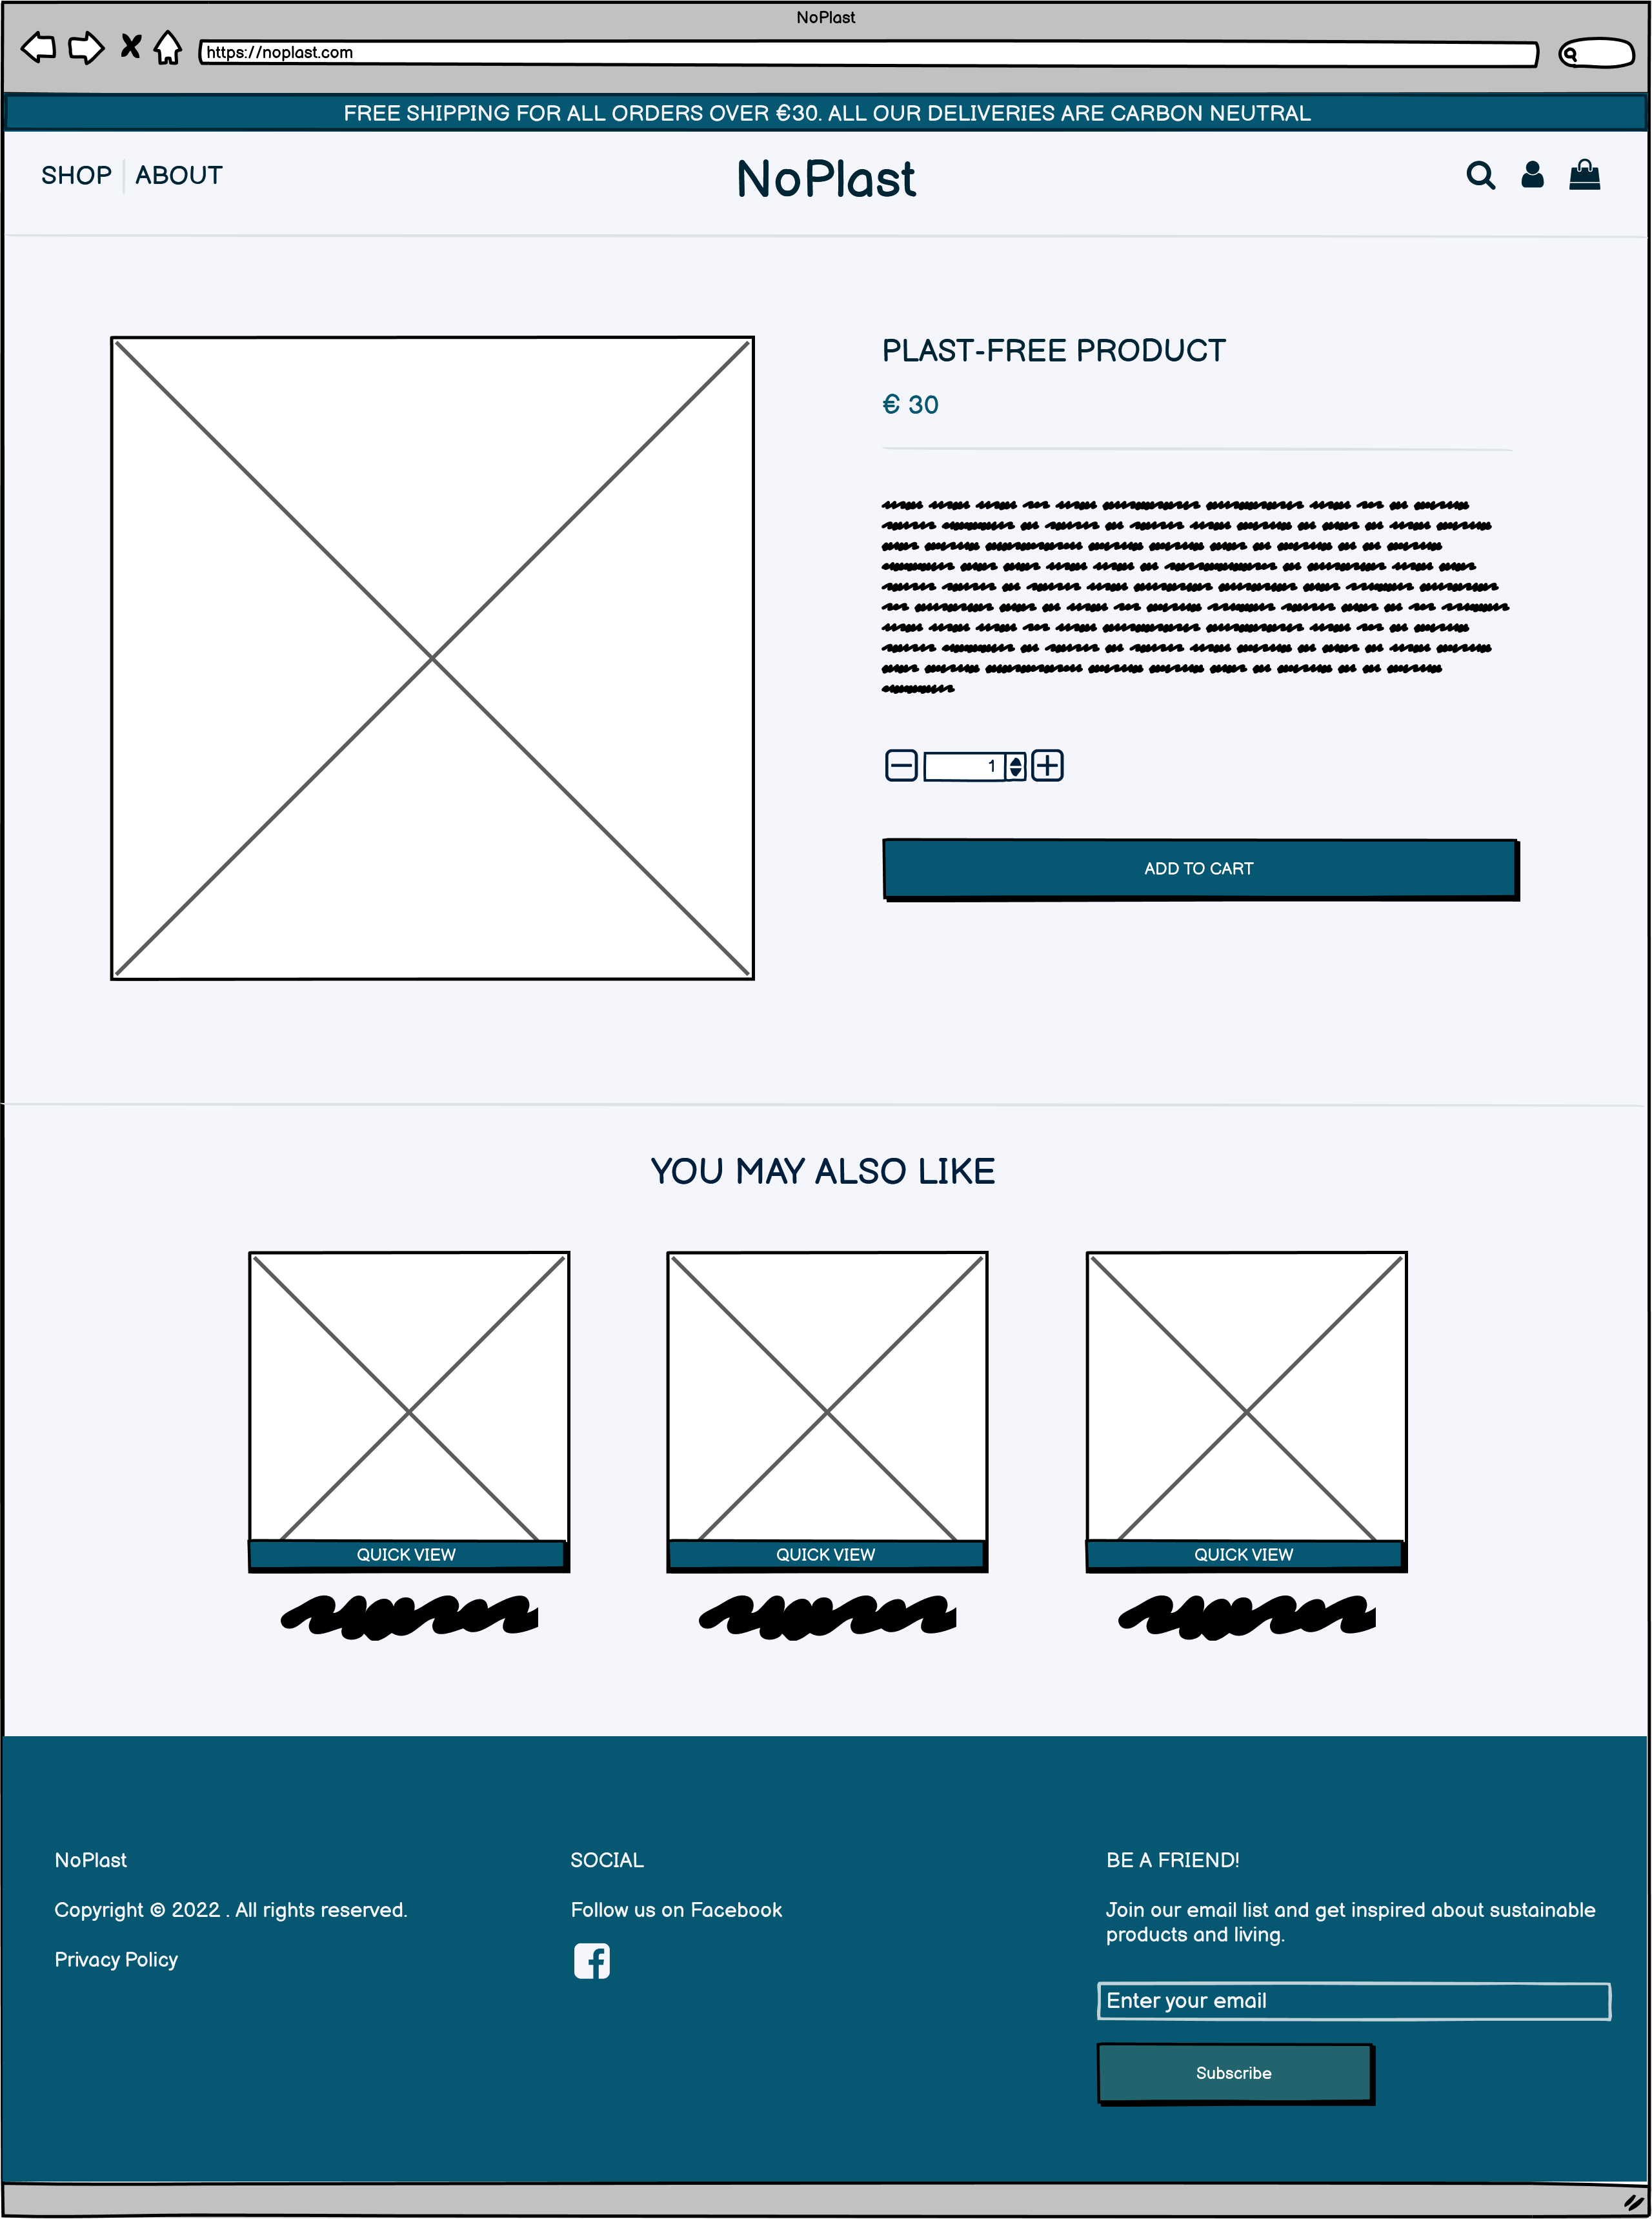 NoPlast
https://noplast.com
FREE SHIPPING FOR ALL ORDERS OVER €30. ALL OUR DELIVERIES ARE CARBON NEUTRAL
SHOP ABOUT
NoPlast
PLAST-FREE PRODUCT
€ 30
1
ADD TO CART
YOU MAY ALSO LIKE
QUICK VIEW
QUICK VIEW
QUICK VIEW
NoPlast
Copyright © 2022 . All rights reserved.
Privacy Policy
SOCIAL
Follow us on Facebook
BE A FRIEND!
Join our email list and get inspired about sustainable
products and living.
Enter your email
Subscribe